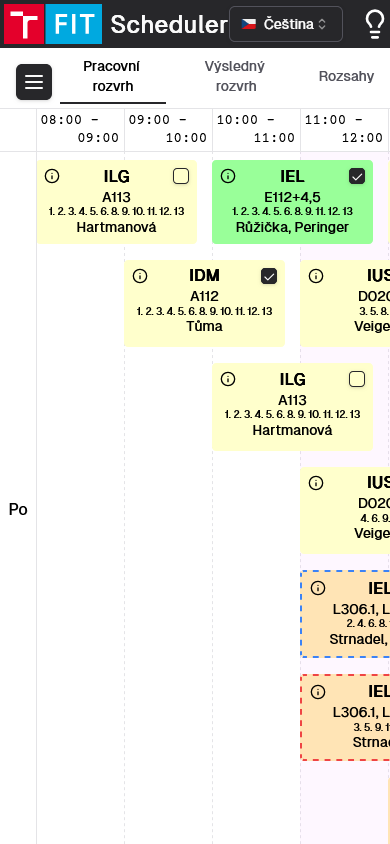 T FIT Scheduler
Čeština
Pracovní
rozvrh
Výsledný
rozvrh
Rozsahy
08:00 –
09:00
09:00 –
10:00
10:00 –
11:00
11:00 –
12:00
Po
ILG
A113
1. 2. 3. 4. 5. 6. 8. 9. 10. 11. 12. 13
Hartmanová
IEL
E112+4,5
1. 2. 3. 4. 5. 6. 8. 9. 10. 11. 12. 13
Růžička, Peringer
IDM
A112
1. 2. 3. 4. 5. 6. 8. 9. 10. 11. 12. 13
Tůma
IUS
D020
3. 5. 8.
Veige
ILG
A113
1. 2. 3. 4. 5. 6. 8. 9. 10. 11. 12. 13
Hartmanová
IUS
D020
4. 6. 9.
Veige
IEL
L306.1, L
2. 4. 6. 8.
Strnadel,
IEL
L306.1, L
3. 5. 9. 1
Strna